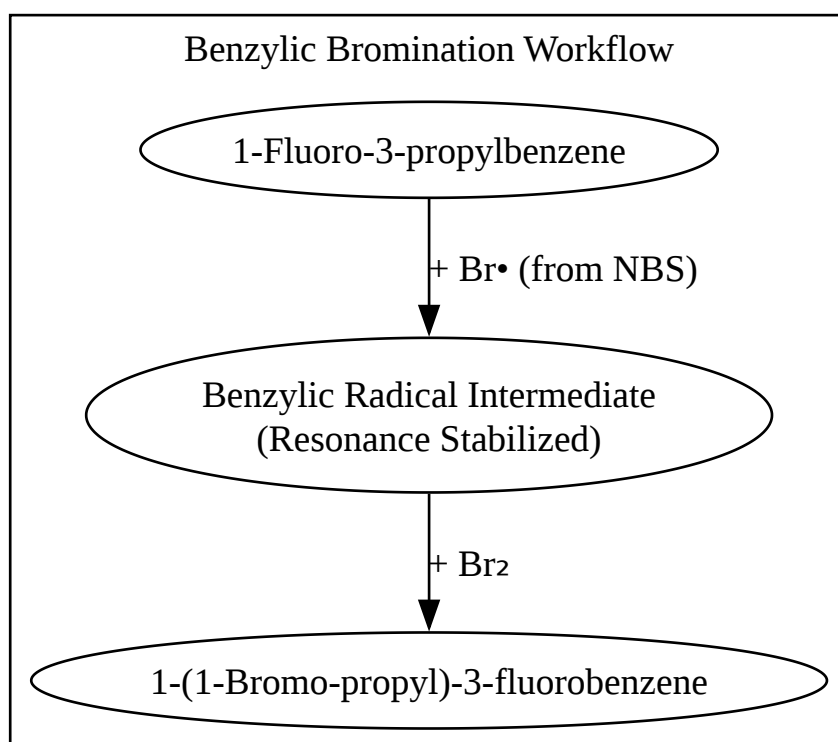 Benzylic Bromination Workflow
1-Fluoro-3-propylbenzene
+ Br• (from NBS)
Benzylic Radical Intermediate
(Resonance Stabilized)
+ Br₂
1-(1-Bromo-propyl)-3-fluorobenzene